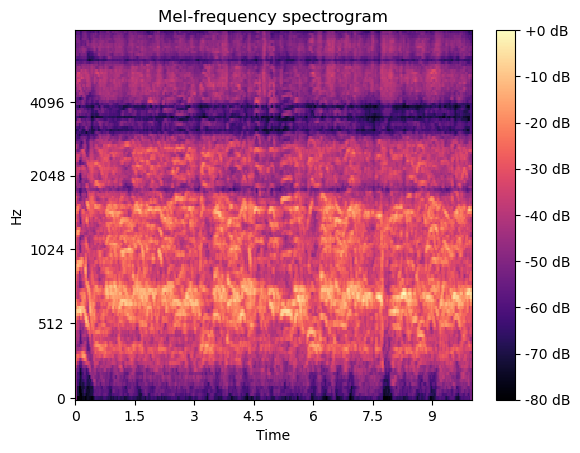 Mel-frequency spectrogram
+0 dB
-10 dB
-20 dB
-30 dB
-40 dB
-50 dB
-60 dB
-70 dB
-80 dB
4096
2048
1024
512
0
Hz
0 1.5 3 4.5 6 7.5 9
Time